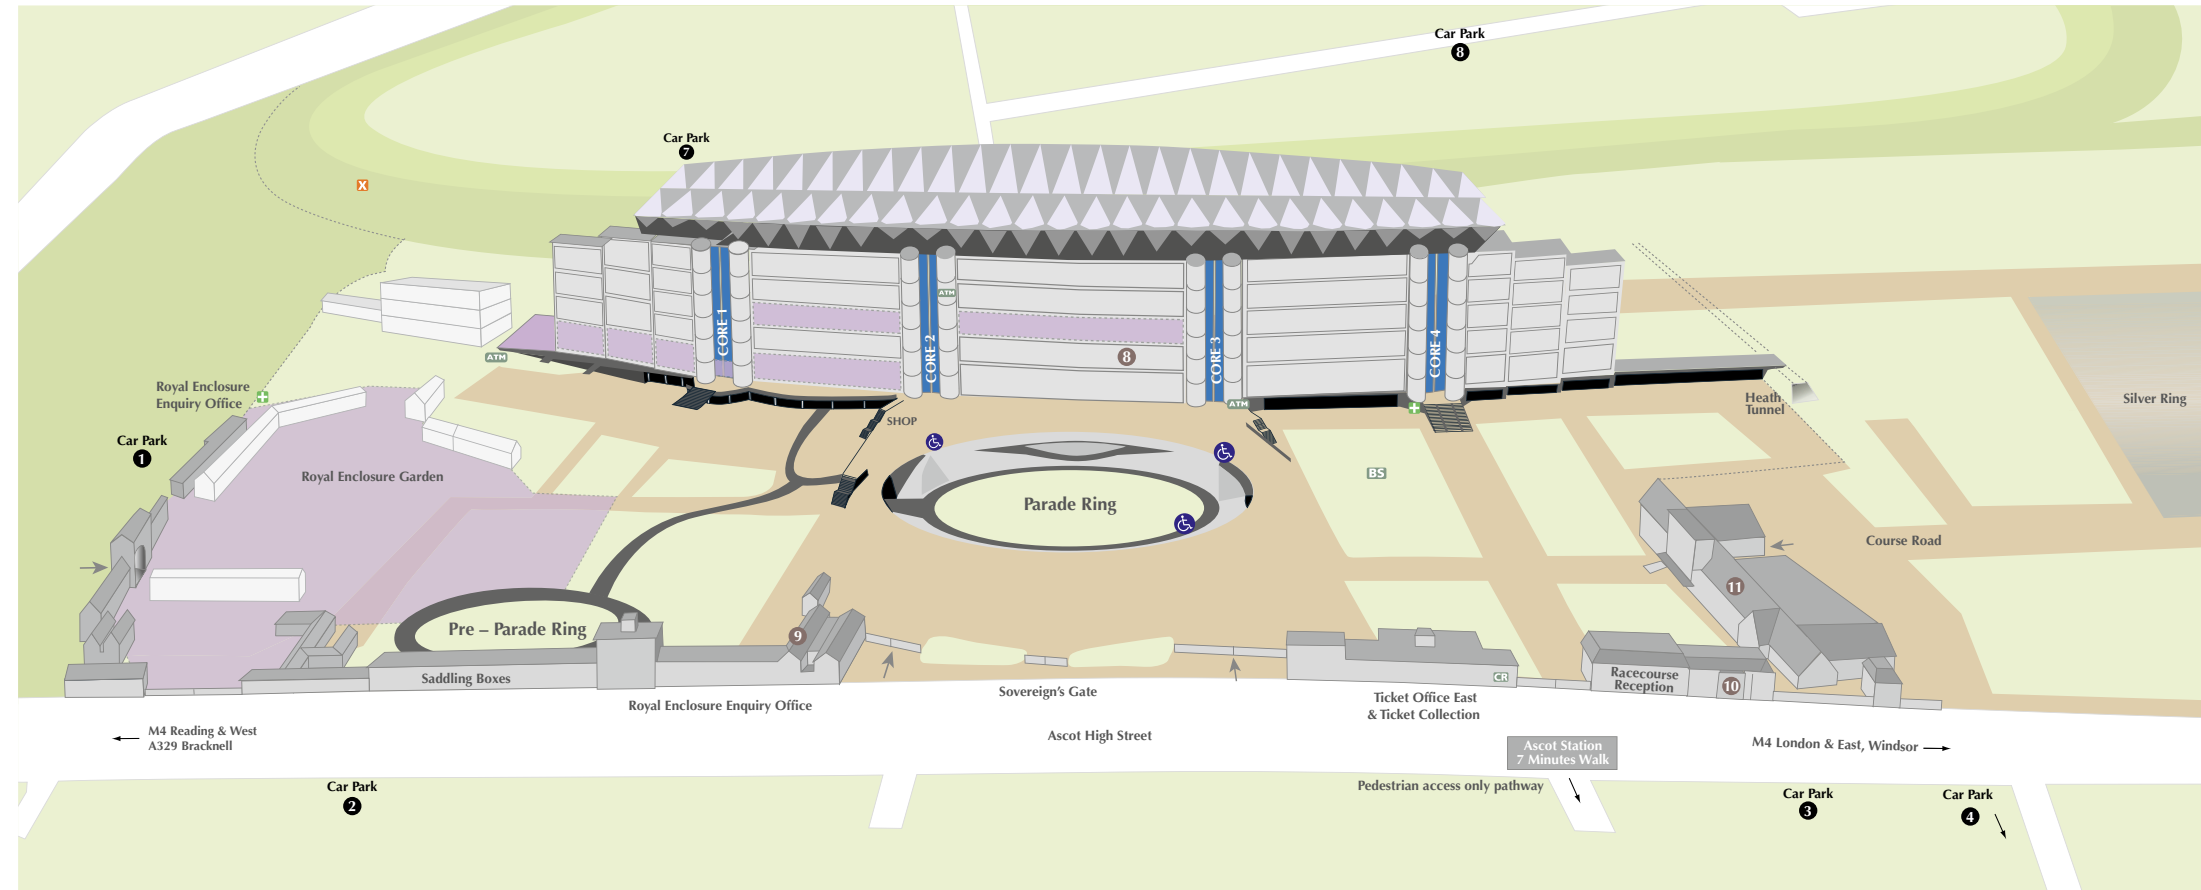 Car Park
8
Car Park
7
X
ATM
CORE 1
CORE 2
CORE 3
CORE 4
8
ATM
Royal Enclosure
Enquiry Office
Car Park
1
ATM
SHOP
Heath
Tunnel
Silver Ring
Royal Enclosure Garden
BS
Parade Ring
Course Road
11
Pre – Parade Ring
9
Saddling Boxes
CR
Racecourse
Reception
10
Royal Enclosure Enquiry Office
Sovereign's Gate
Ticket Office East
& Ticket Collection
M4 Reading & West
A329 Bracknell
Ascot High Street
Ascot Station
7 Minutes Walk
M4 London & East, Windsor
Pedestrian access only pathway
Car Park
2
Car Park
3
Car Park
4